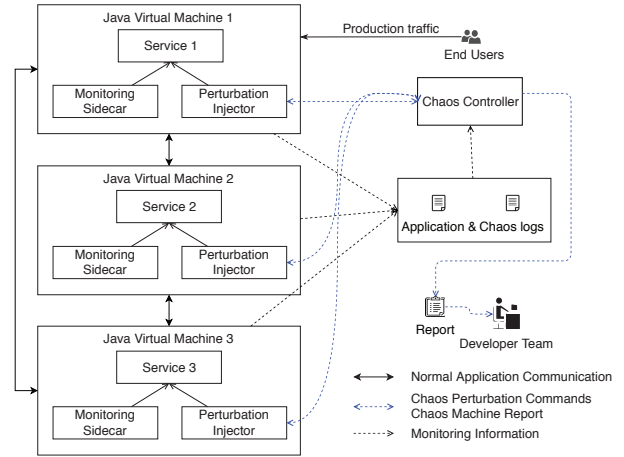 Java Virtual Machine 1
Service 1
Monitoring
Sidecar
Perturbation
Injector
Production traffic
End Users
Chaos Controller
Java Virtual Machine 2
Service 2
Monitoring
Sidecar
Perturbation
Injector
Application & Chaos logs
Java Virtual Machine 3
Service 3
Monitoring
Sidecar
Perturbation
Injector
Report
Developer Team
Normal Application Communication
Chaos Perturbation Commands
Chaos Machine Report
Monitoring Information